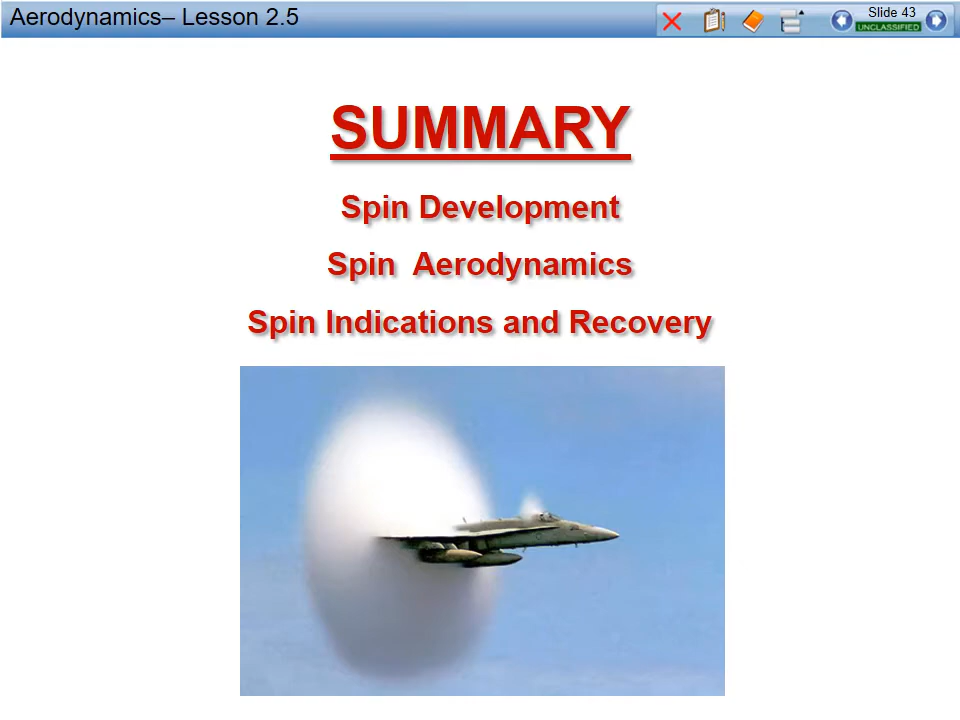 Aerodynamics– Lesson 2.5
Slide 43
UNCLASSIFIED
SUMMARY
Spin Development
Spin  Aerodynamics
Spin Indications and Recovery